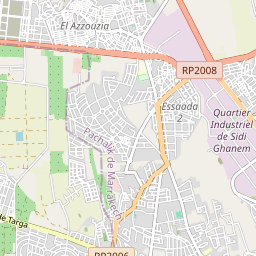 El Azzouzia
RP2008
Essaada
2
Quartier
Industriel
de Sidi
Ghanem
Pachalik de Marrakech
de Targa
RP2006